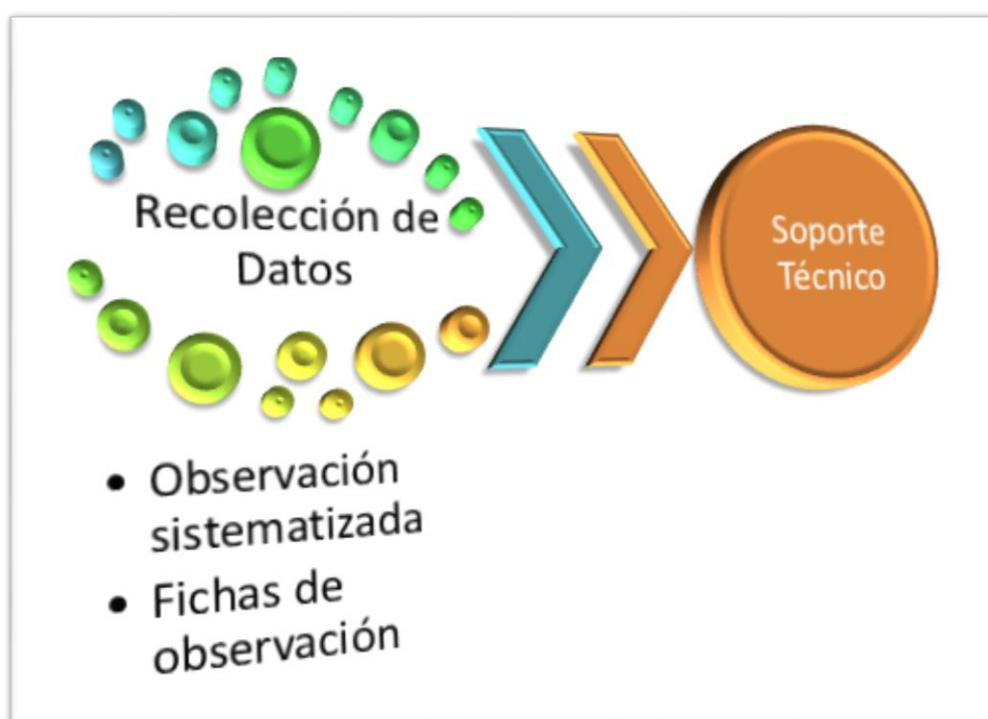 Recolección de
Datos
Soporte
Técnico
• Observación
sistematizada
• Fichas de
observación